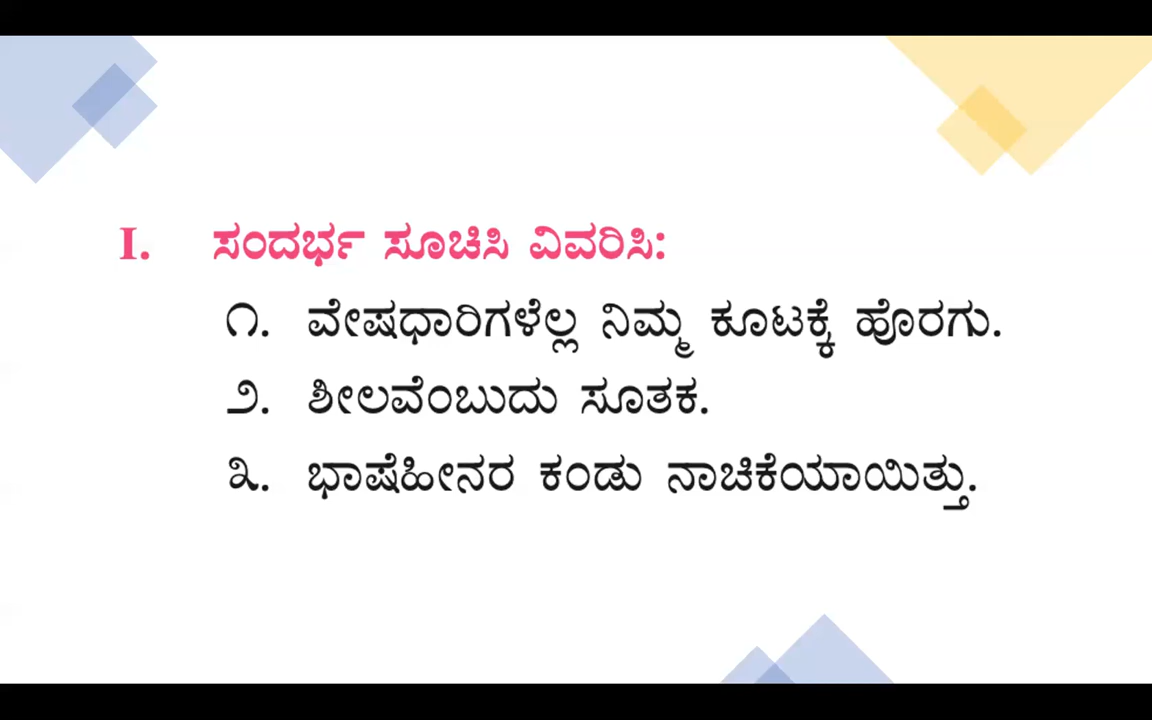 I. ಸಂದರ್ಭ ಸೂಚಿಸಿ ವಿವರಿಸಿ:
೧. ವೇಷಧಾರಿಗಳೆಲ್ಲ ನಿಮ್ಮ ಕೂಟಕ್ಕೆ ಹೊರಗು.
೨. ಶೀಲವೆಂಬುದು ಸೂತಕ.
೩. ಭಾಷೆಹೀನರ ಕಂಡು ನಾಚಿಕೆಯಾಯಿತ್ತು.